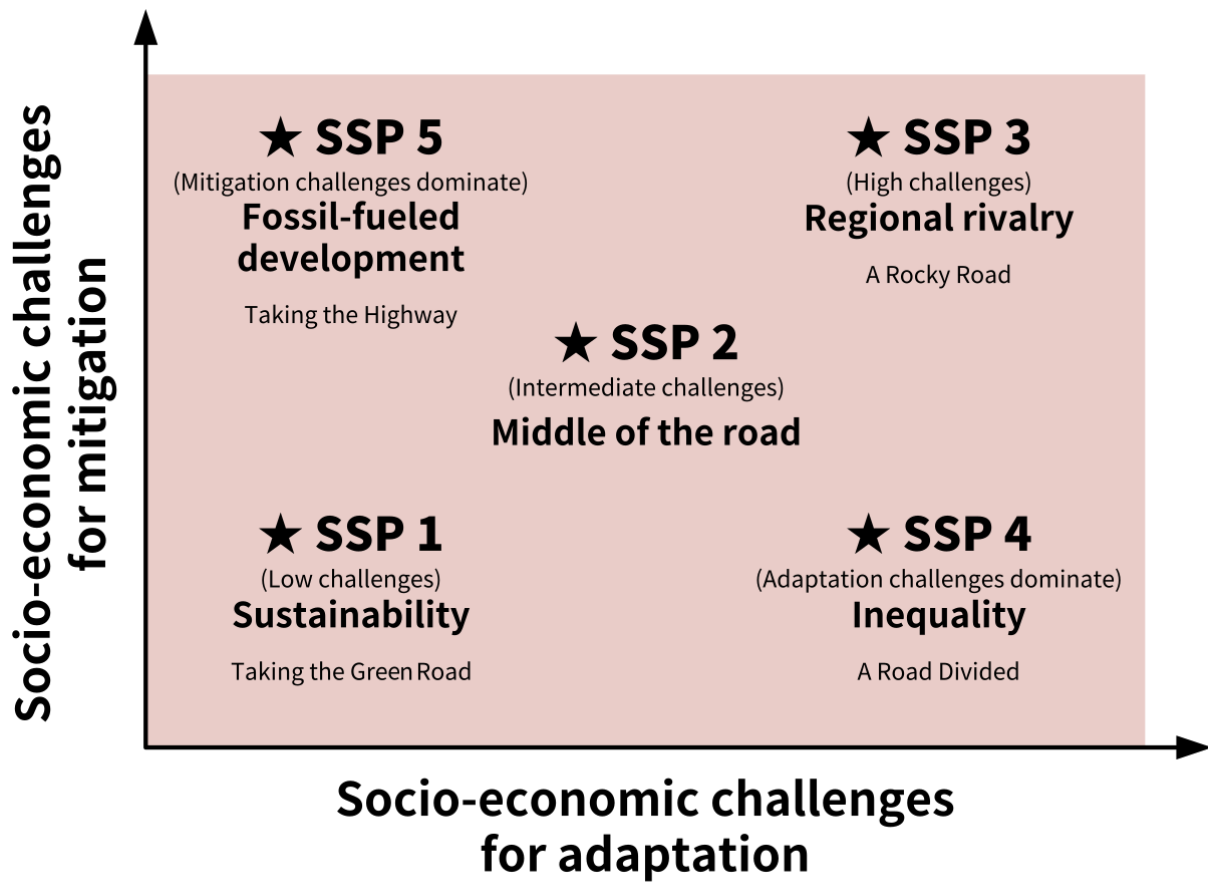 Socio-economic challenges
for mitigation
★ SSP 5
(Mitigation challenges dominate)
Fossil-fueled
development
Taking the Highway
★ SSP 3
(High challenges)
Regional rivalry
A Rocky Road
★ SSP 2
(Intermediate challenges)
Middle of the road
★ SSP 1
(Low challenges)
Sustainability
Taking the Green Road
★ SSP 4
(Adaptation challenges dominate)
Inequality
A Road Divided
Socio-economic challenges
for adaptation